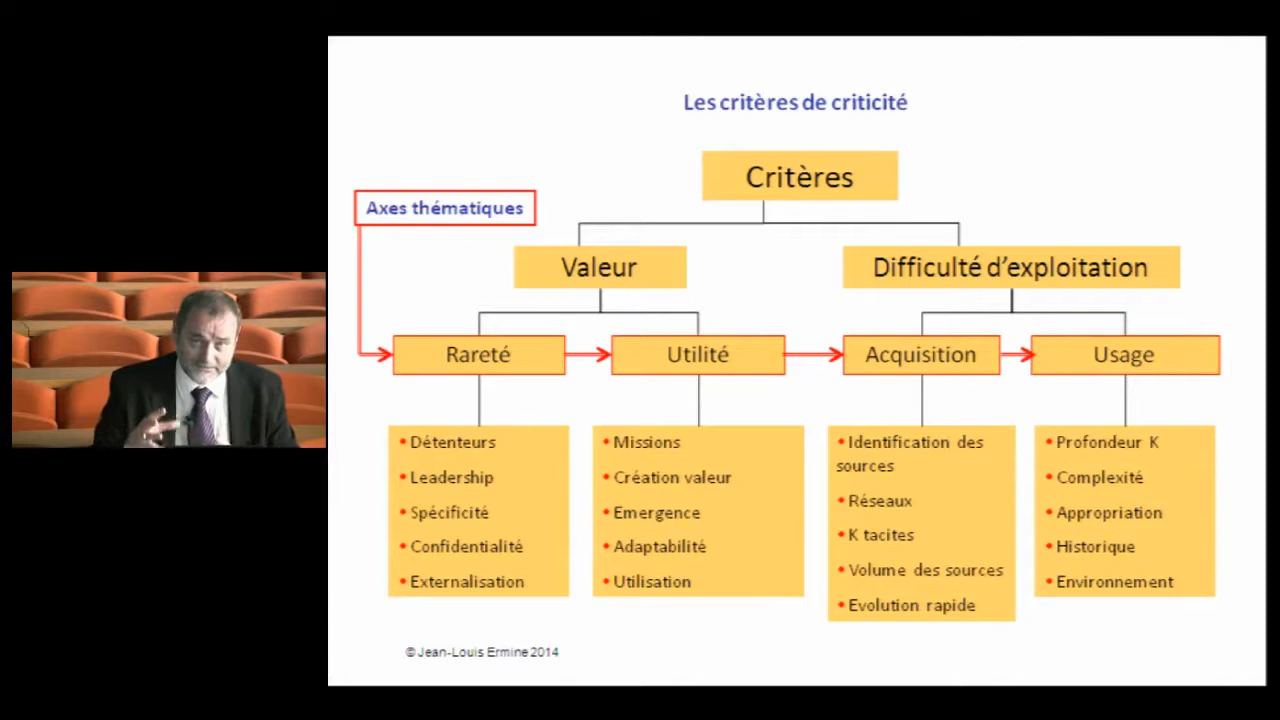 Les critères de criticité
Critères
Axes thématiques
Valeur
Difficulté d’exploitation
Rareté
Utilité
Acquisition
Usage
• Détenteurs
• Leadership
• Spécificité
• Confidentialité
• Externalisation
• Missions
• Création valeur
• Emergence
• Adaptabilité
• Utilisation
• Identification des
sources
• Réseaux
• K tacites
• Volume des sources
• Evolution rapide
• Profondeur K
• Complexité
• Appropriation
• Historique
• Environnement
© Jean-Louis Ermine 2014